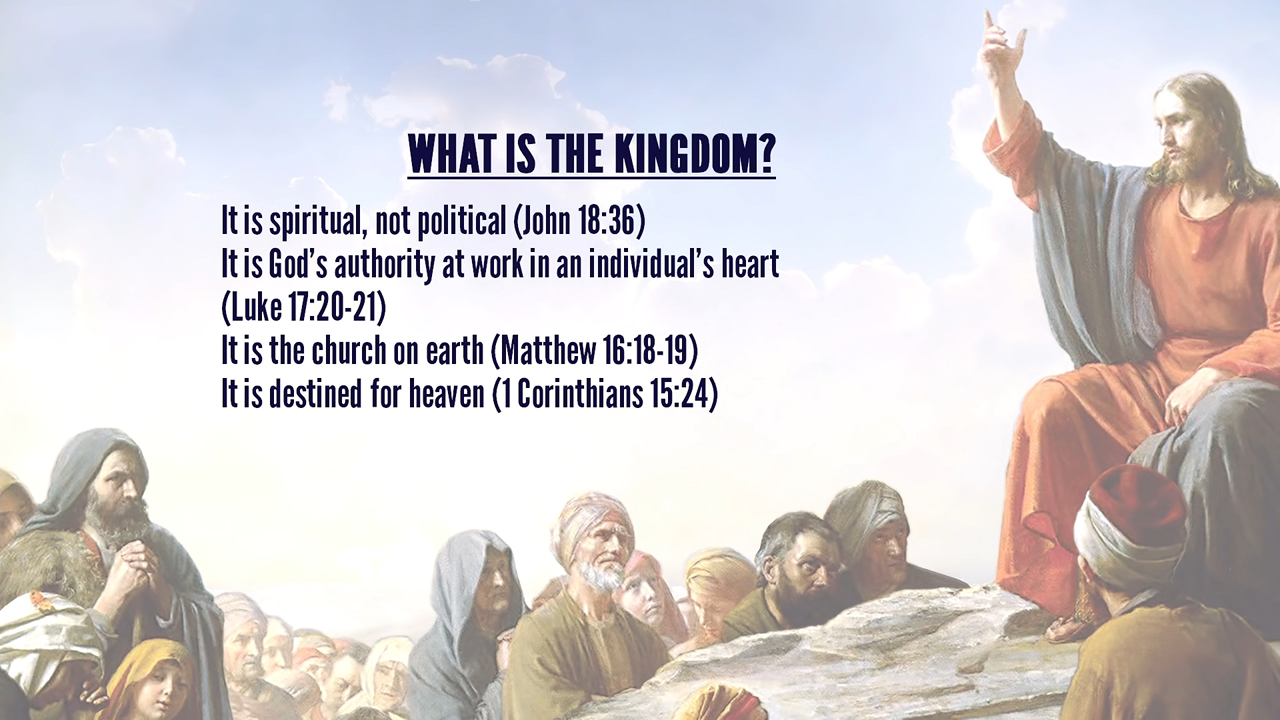 WHAT IS THE KINGDOM?
It is spiritual, not political (John 18:36)
It is God’s authority at work in an individual’s heart
(Luke 17:20-21)
It is the church on earth (Matthew 16:18-19)
It is destined for heaven (1 Corinthians 15:24)